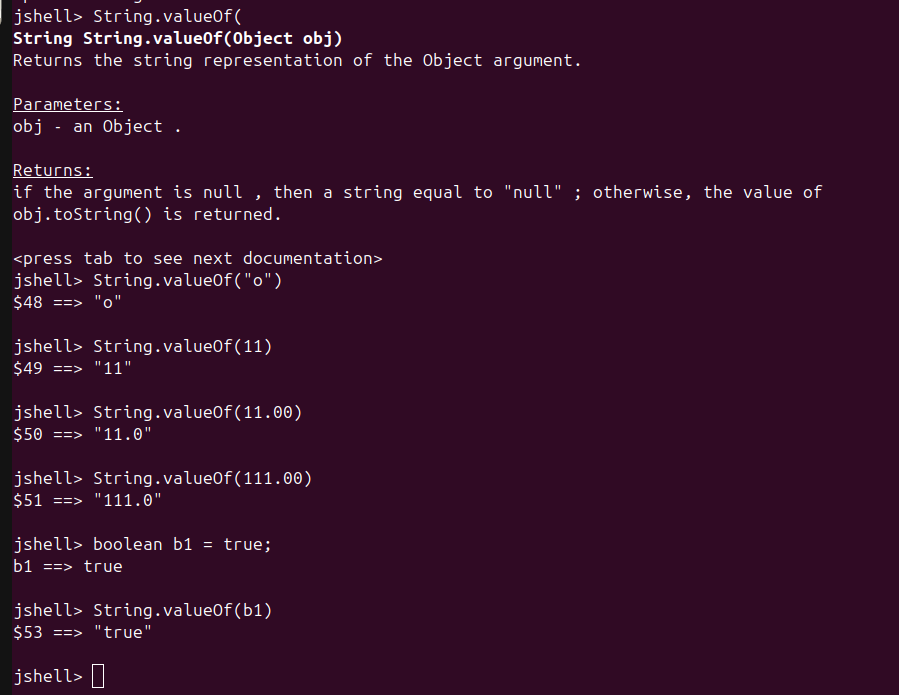 jshell> String.valueOf(
String String.valueOf(Object obj)
Returns the string representation of the Object argument.
Parameters:
obj - an Object .
Returns:
if the argument is null , then a string equal to "null" ; otherwise, the value of
obj.toString() is returned.
<press tab to see next documentation>
jshell> String.valueOf("o")
$48 ==> "o"
jshell> String.valueOf(11)
$49 ==> "11"
jshell> String.valueOf(11.00)
$50 ==> "11.0"
jshell> String.valueOf(111.00)
$51 ==> "111.0"
jshell> boolean b1 = true;
b1 ==> true
jshell> String.valueOf(b1)
$53 ==> "true"
jshell>